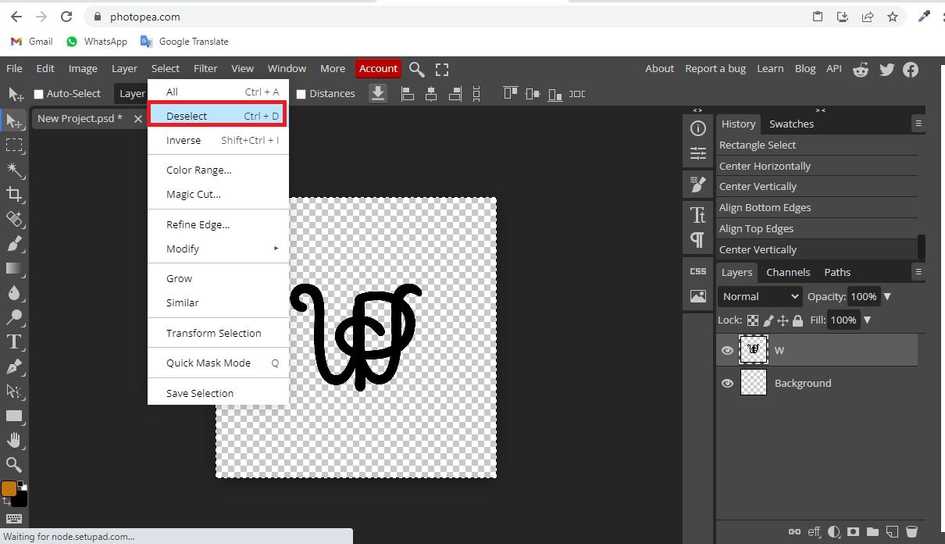 photopea.com
Gmail WhatsApp Google Translate
File Edit Image Layer Select Filter View Window More Account About Report a bug Learn Blog API
Auto-Select Layer Distances
New Project.psd *
All Ctrl + A
Deselect Ctrl + D
Inverse Shift+Ctrl + I
Color Range...
Magic Cut...
Refine Edge...
Modify
Grow
Similar
Transform Selection
Quick Mask Mode Q
Save Selection
History Swatches
Rectangle Select
Center Horizontally
Center Vertically
Align Bottom Edges
Align Top Edges
Center Vertically
CSS
Layers Channels Paths
Normal Opacity: 100%
Lock: Fill: 100%
W
Background
eff
Waiting for node.setupad.com...